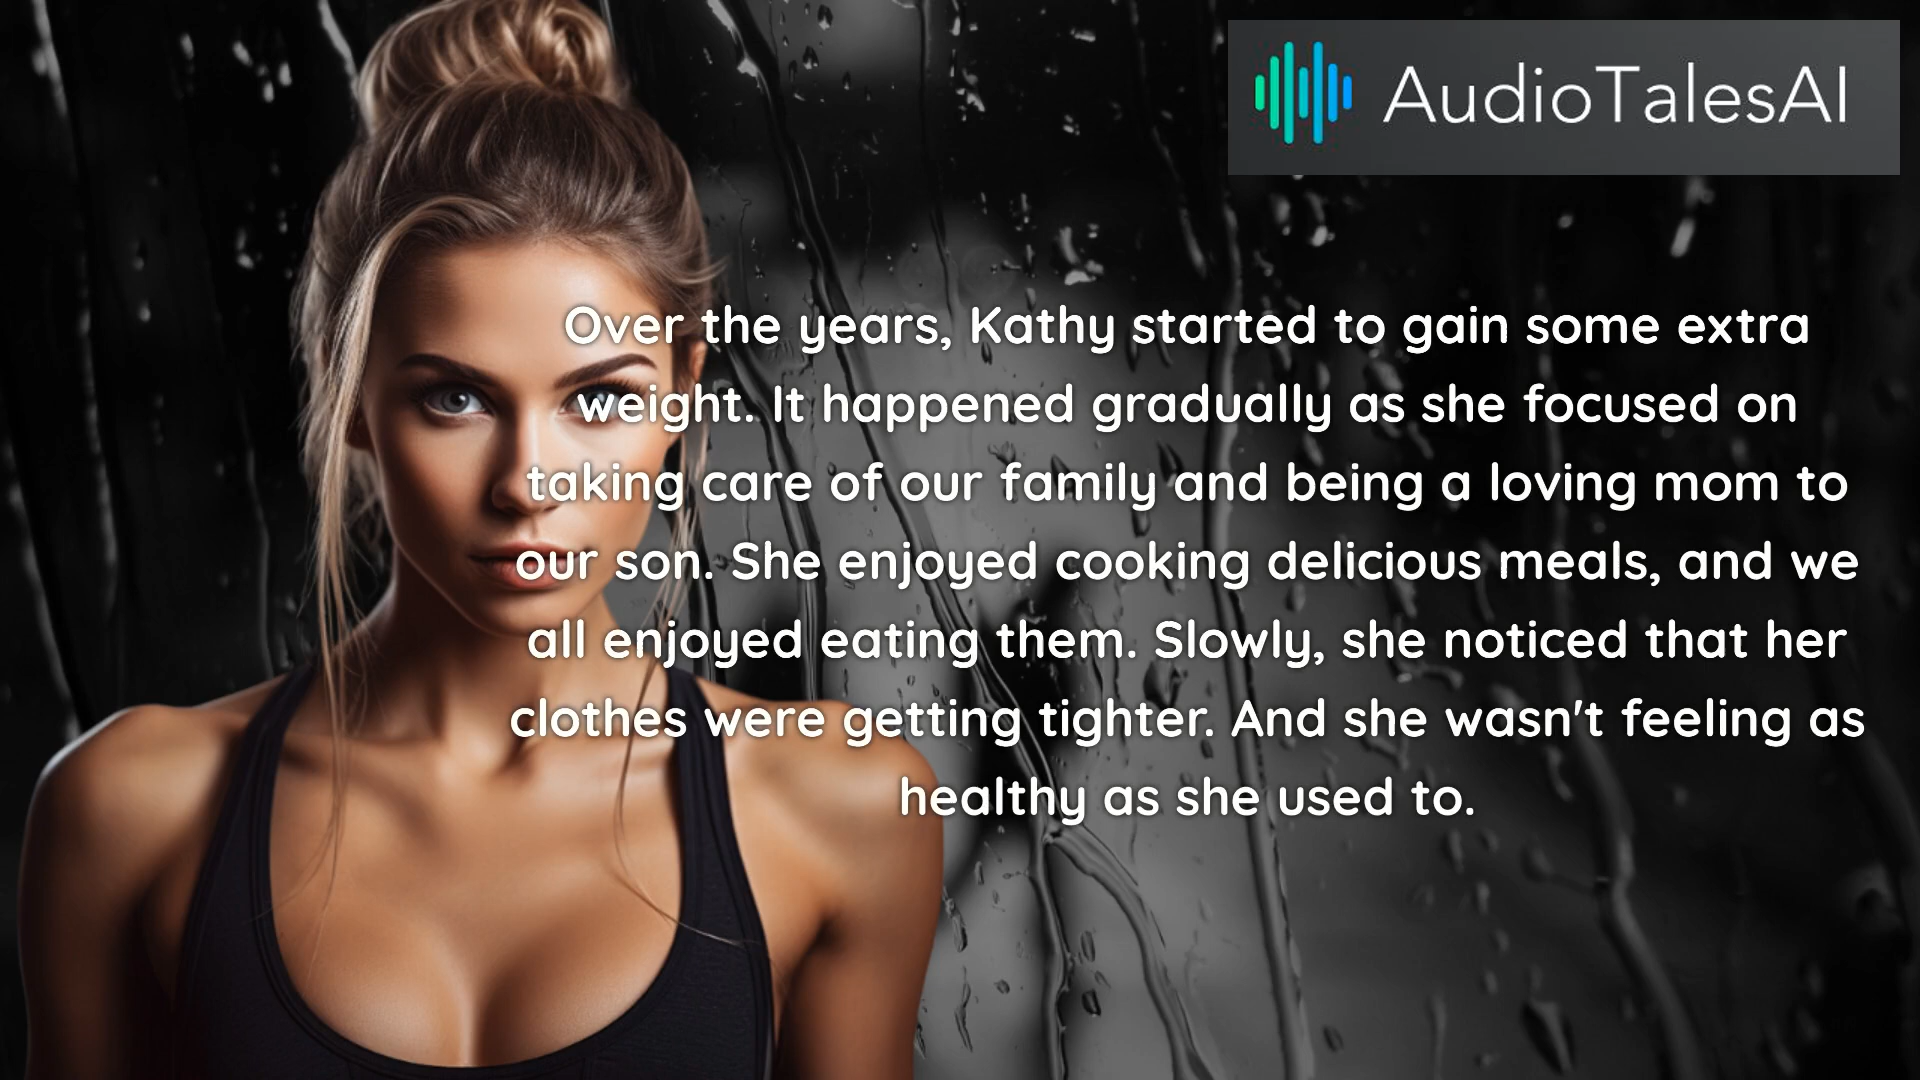 AudioTalesAI
Over the years, Kathy started to gain some extra
weight. It happened gradually as she focused on
taking care of our family and being a loving mom to
our son. She enjoyed cooking delicious meals, and we
all enjoyed eating them. Slowly, she noticed that her
clothes were getting tighter. And she wasn't feeling as
healthy as she used to.